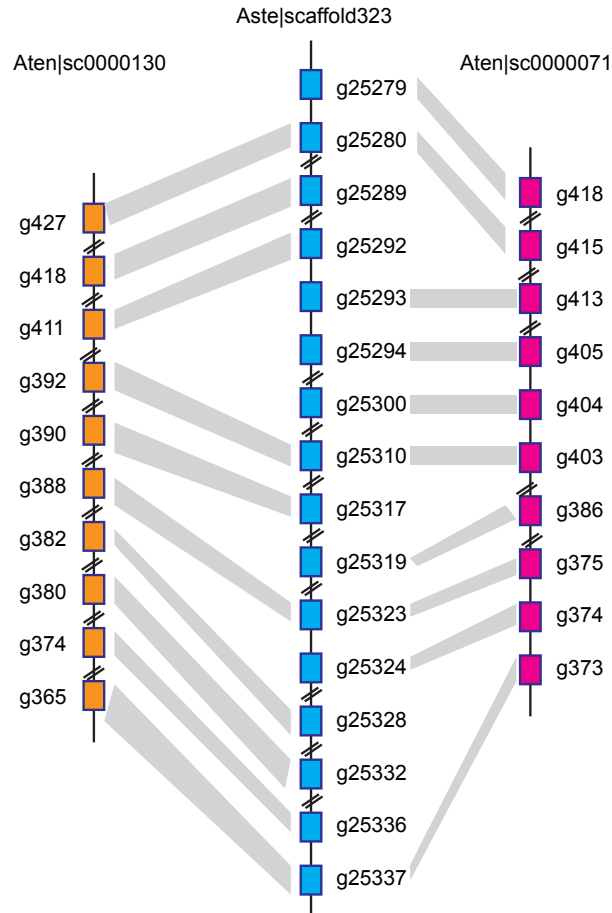 Aste|scaffold323
Aten|sc0000130
Aten|sc0000071
g25279
g25280
g25289
g25292
g25293
g25294
g25300
g25310
g25317
g25319
g25323
g25324
g25328
g25332
g25336
g25337
g427
g418
g411
g392
g390
g388
g382
g380
g374
g365
g418
g415
g413
g405
g404
g403
g386
g375
g374
g373